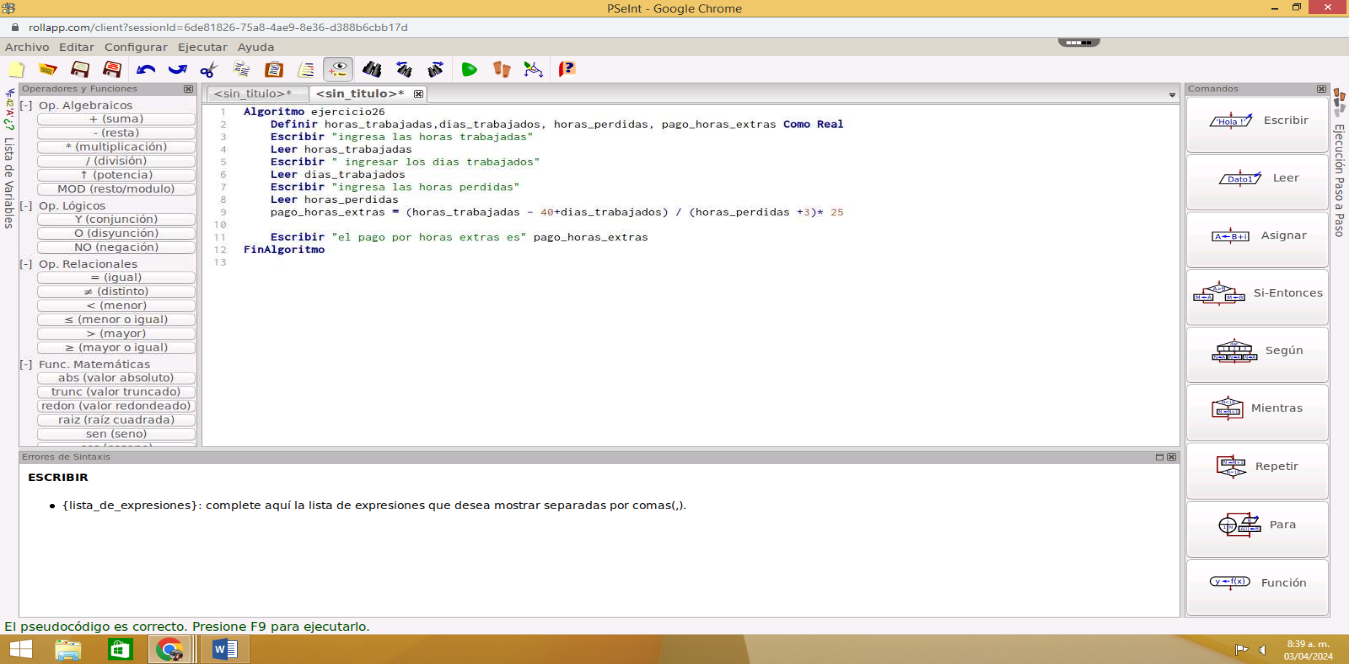 PSeInt - Google Chrome
rollapp.com/client?sessionId=6de81826-75a8-4ae9-8e36-d388b6cbb17d
Archivo Editar Configurar Ejecutar Ayuda
Lista de Variables
Operadores y Funciones
[-] Op. Algebraicos
+ (suma)
- (resta)
* (multiplicación)
/ (división)
↑ (potencia)
MOD (resto/modulo)
[-] Op. Lógicos
Y (conjunción)
O (disyunción)
NO (negación)
[-] Op. Relacionales
= (igual)
≠ (distinto)
< (menor)
≤ (menor o igual)
> (mayor)
≥ (mayor o igual)
[-] Func. Matemáticas
abs (valor absoluto)
trunc (valor truncado)
redon (valor redondeado)
raiz (raíz cuadrada)
sen (seno)
<sin_titulo>* <sin_titulo>*
1 Algoritmo ejercicio26
2 Definir horas_trabajadas,dias_trabajados, horas_perdidas, pago_horas_extras Como Real
3 Escribir "ingresa las horas trabajadas"
4 Leer horas_trabajadas
5 Escribir " ingresar los dias trabajados"
6 Leer dias_trabajados
7 Escribir "ingresa las horas perdidas"
8 Leer horas_perdidas
9 pago_horas_extras = (horas_trabajadas - 40+dias_trabajados) / (horas_perdidas +3)* 25
10
11 Escribir "el pago por horas extras es" pago_horas_extras
12 FinAlgoritmo
13
Comandos
'Hola !' Escribir
Dato1 Leer
A←B+1 Asignar
Si-Entonces
Según
Mientras
Repetir
Para
y←f(x) Función
Ejecución Paso a Paso
Errores de Sintaxis
ESCRIBIR
• {lista_de_expresiones}: complete aquí la lista de expresiones que desea mostrar separadas por comas(,).
El pseudocódigo es correcto. Presione F9 para ejecutarlo.
8:39 a. m.
03/04/2024